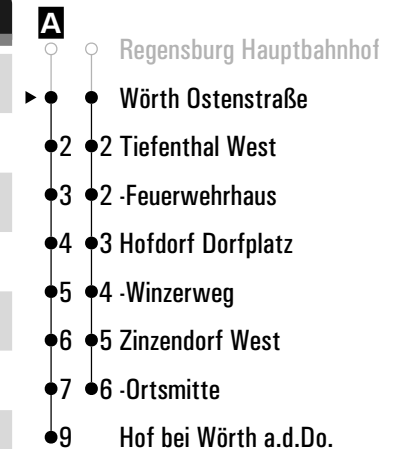 A
Regensburg Hauptbahnhof
Wörth Ostenstraße
2 2 Tiefenthal West
3 2 -Feuerwehrhaus
4 3 Hofdorf Dorfplatz
5 4 -Winzerweg
6 5 Zinzendorf West
7 6 -Ortsmitte
9 Hof bei Wörth a.d.Do.